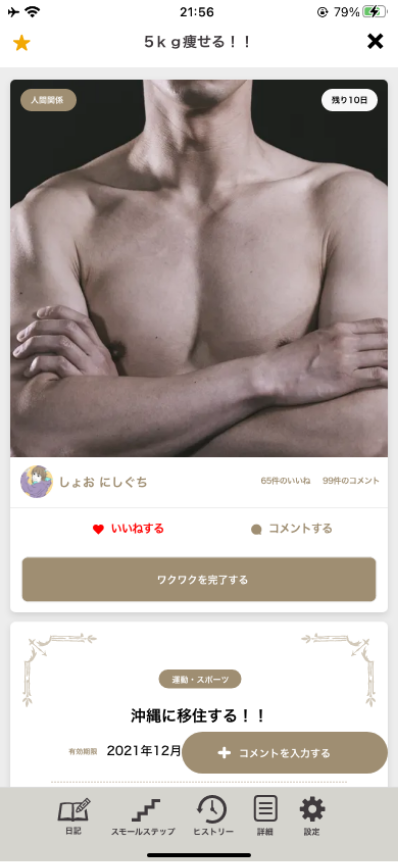 21:56
79%
5kg痩せる！！
人間関係
残り10日
しょお にしぐち
65件のいいね
99件のコメント
いいねする
コメントする
ワクワクを完了する
運動・スポーツ
沖縄に移住する！！
有効期限 2021年12月
コメントを入力する
日記
スモールステップ
ヒストリー
詳細
設定